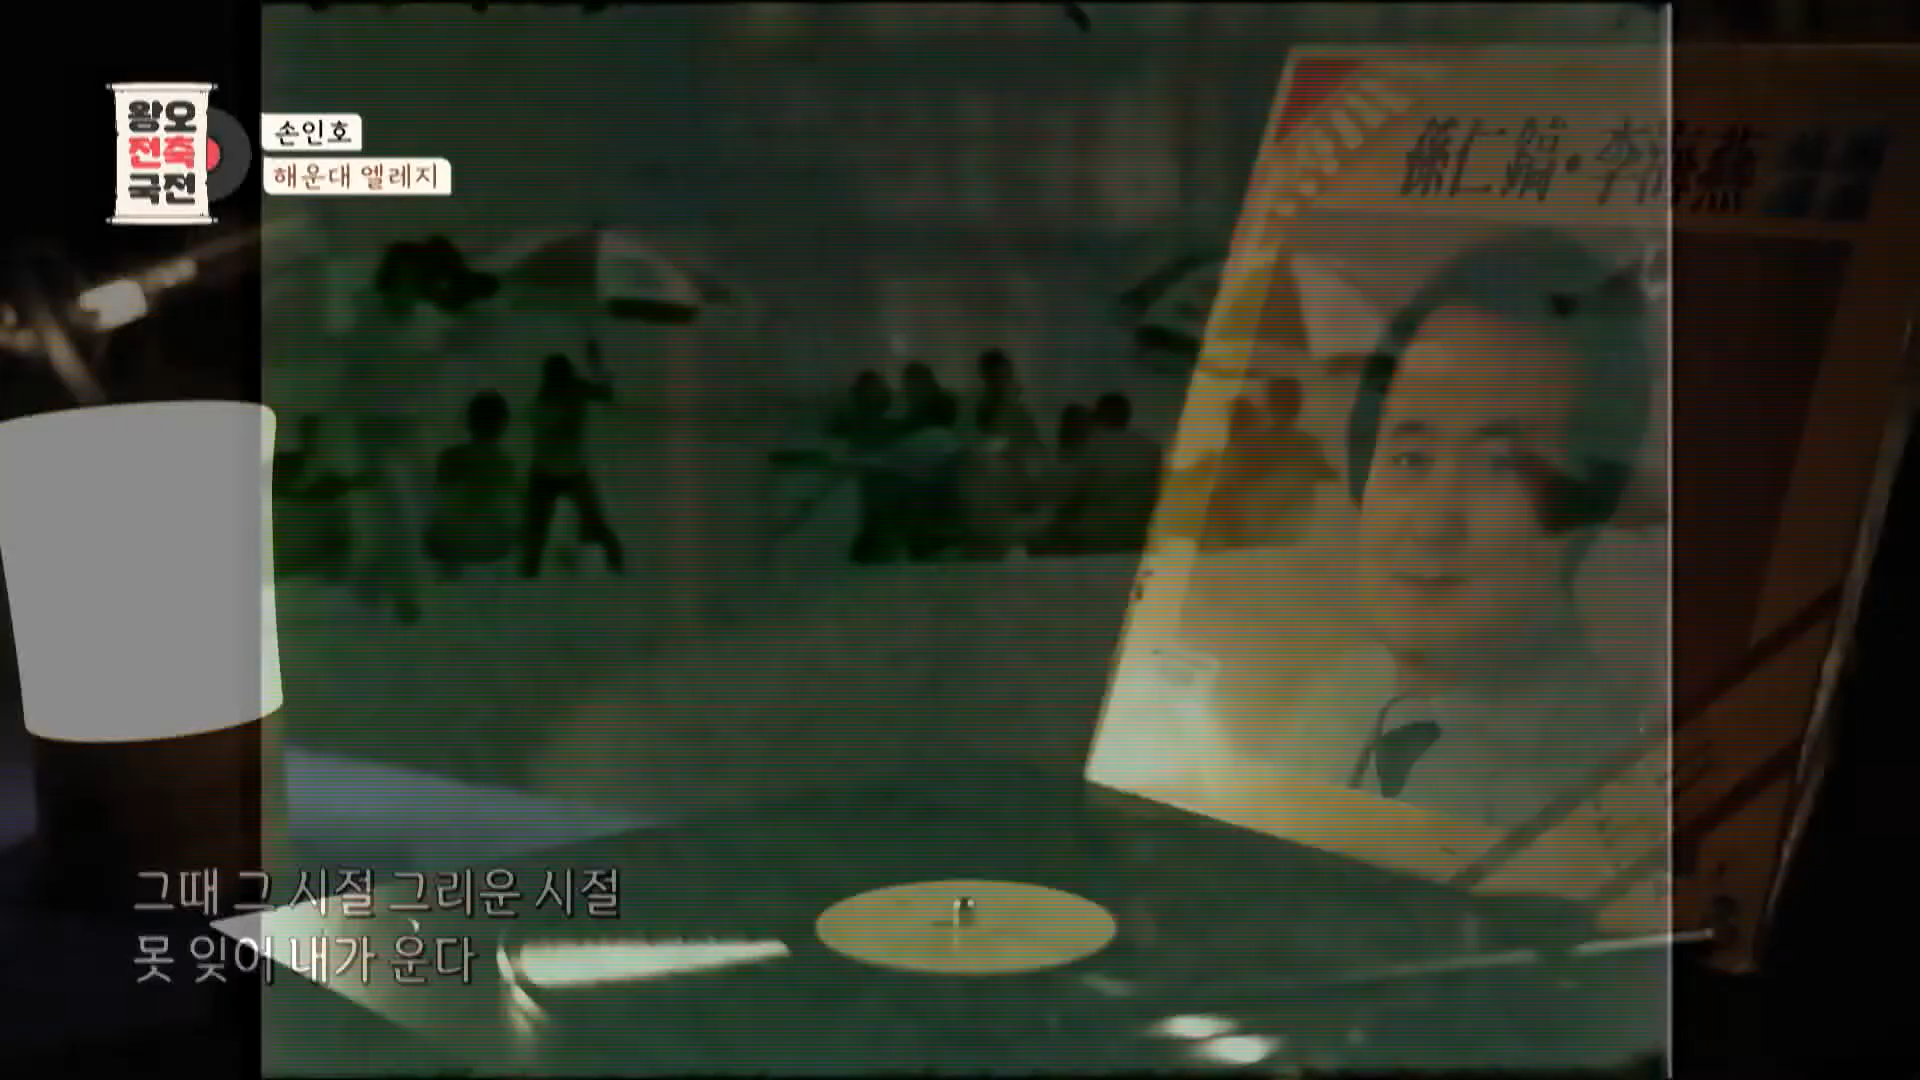 왕오
전축
국전
손인호
해운대 엘레지
孫仁鎬·李海燕
그때 그 시절 그리운 시절
못 잊어 내가 운다